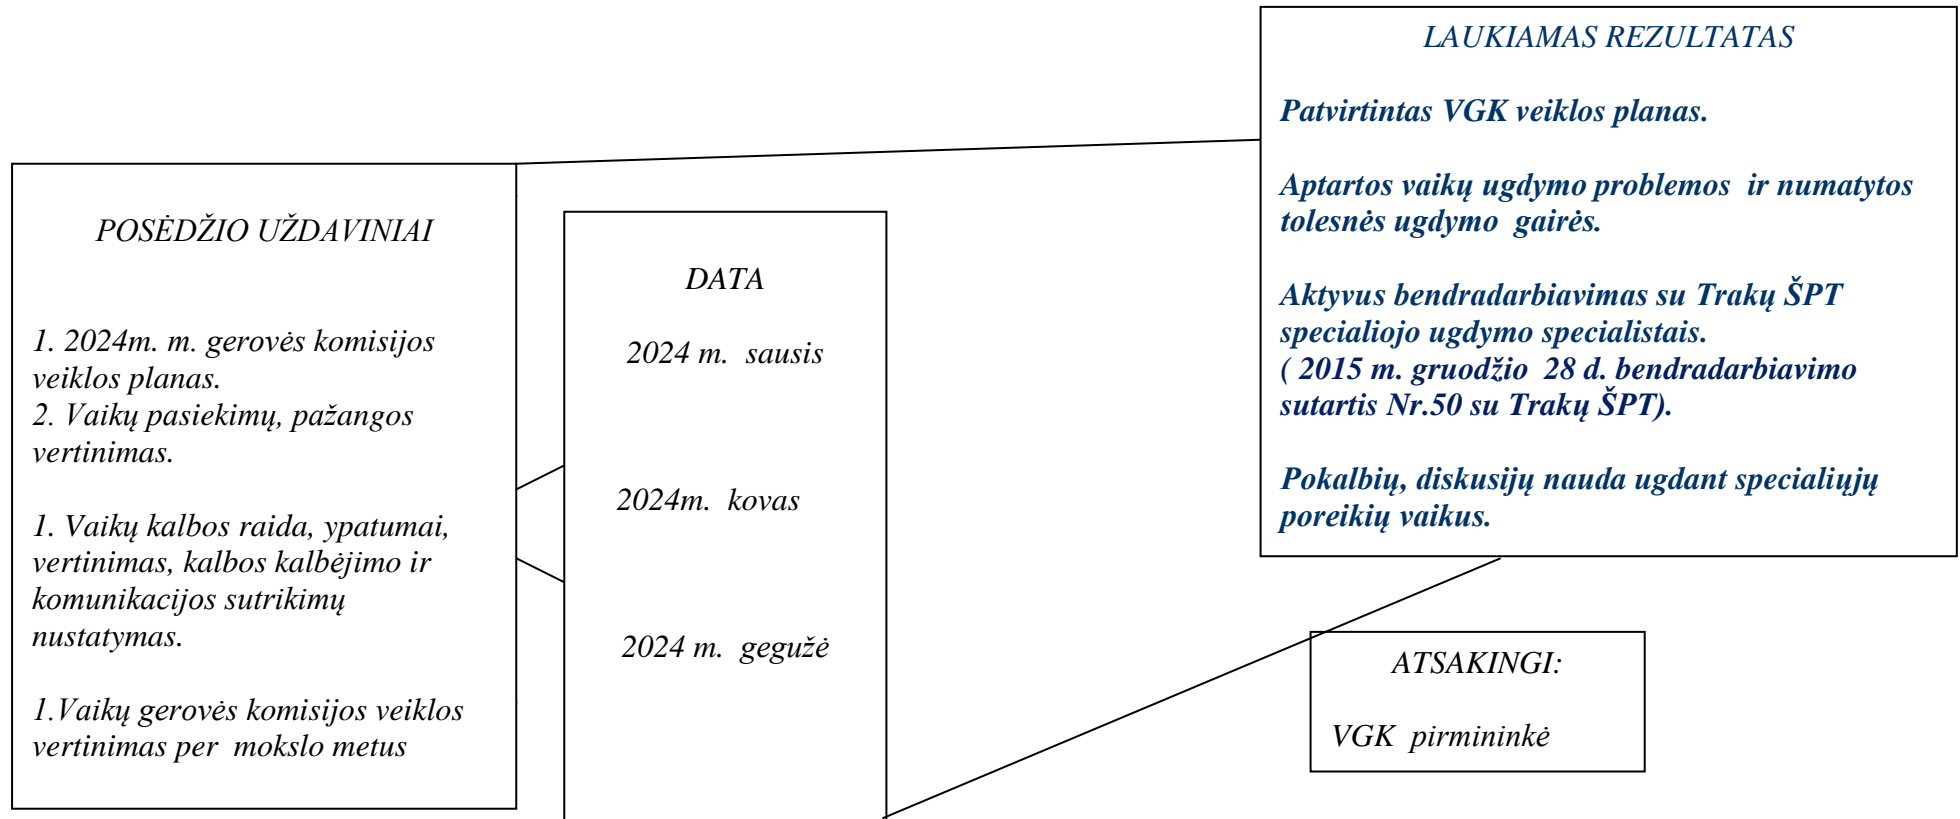 POSĖDŽIO UŽDAVINIAI
1. 2024m. m. gerovės komisijos
veiklos planas.
2. Vaikų pasiekimų, pažangos
vertinimas.
1. Vaikų kalbos raida, ypatumai,
vertinimas, kalbos kalbėjimo ir
komunikacijos sutrikimų
nustatymas.
1.Vaikų gerovės komisijos veiklos
vertinimas per mokslo metus
DATA
2024 m. sausis
2024m. kovas
2024 m. gegužė
LAUKIAMAS REZULTATAS
Patvirtintas VGK veiklos planas.
Aptartos vaikų ugdymo problemos ir numatytos
tolesnės ugdymo gairės.
Aktyvus bendradarbiavimas su Trakų ŠPT
specialiojo ugdymo specialistais.
( 2015 m. gruodžio 28 d. bendradarbiavimo
sutartis Nr.50 su Trakų ŠPT).
Pokalbių, diskusijų nauda ugdant specialiųjų
poreikių vaikus.
ATSAKINGI:
VGK pirmininkė